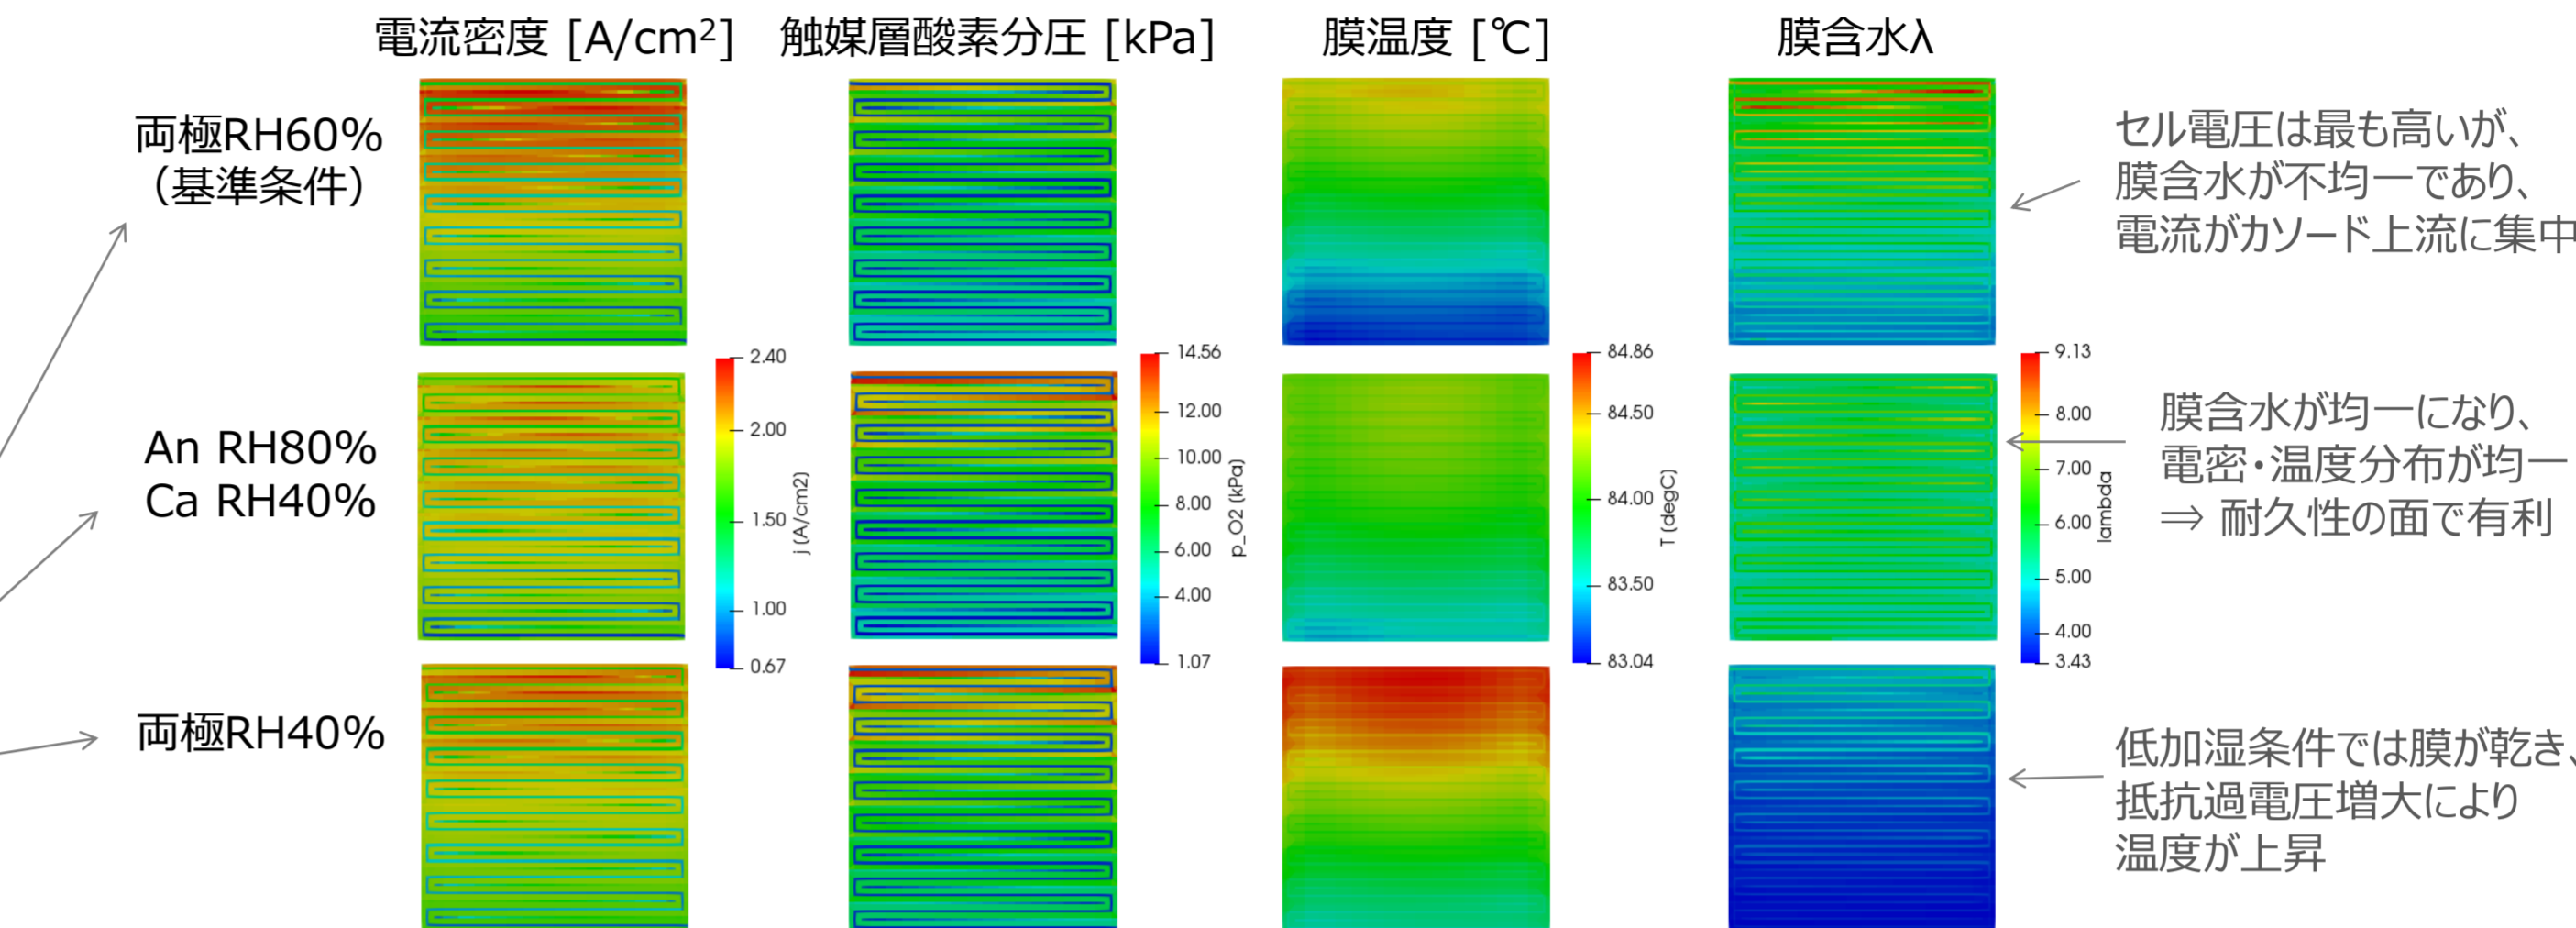 電流密度 [A/cm2]
触媒層酸素分圧 [kPa]
膜温度 [℃]
膜含水λ
両極RH60%
（基準条件）
セル電圧は最も高いが、
膜含水が不均一であり、
電流がカソード上流に集中
An RH80%
Ca RH40%
2.40
2.00
1.50
1.00
0.67
j (A/cm2)
14.56
12.00
10.00
8.00
6.00
4.00
1.07
p_O2 (kPa)
84.86
84.50
84.00
83.50
83.04
T (degC)
9.13
8.00
7.00
6.00
5.00
4.00
3.43
lambda
膜含水が均一になり、
電密・温度分布が均一
⇒ 耐久性の面で有利
両極RH40%
低加湿条件では膜が乾き、
抵抗過電圧増大により
温度が上昇